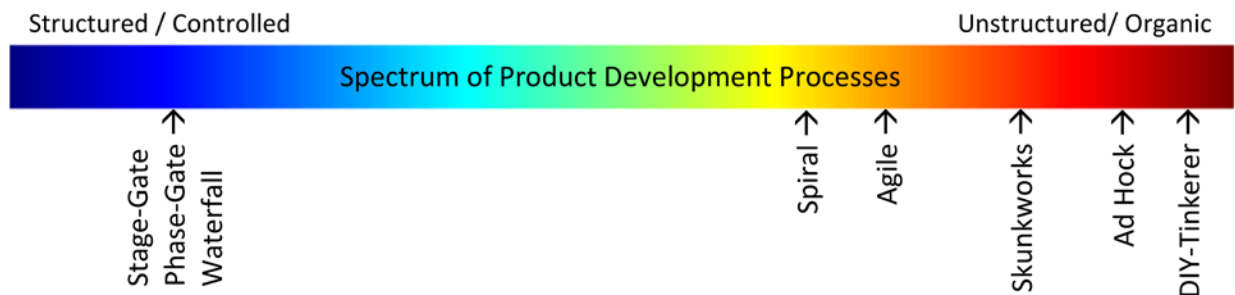 Structured / Controlled
Unstructured/ Organic
Spectrum of Product Development Processes
Stage-Gate
Phase-Gate
Waterfall
Spiral
Agile
Skunkworks
Ad Hock
DIY-Tinkerer